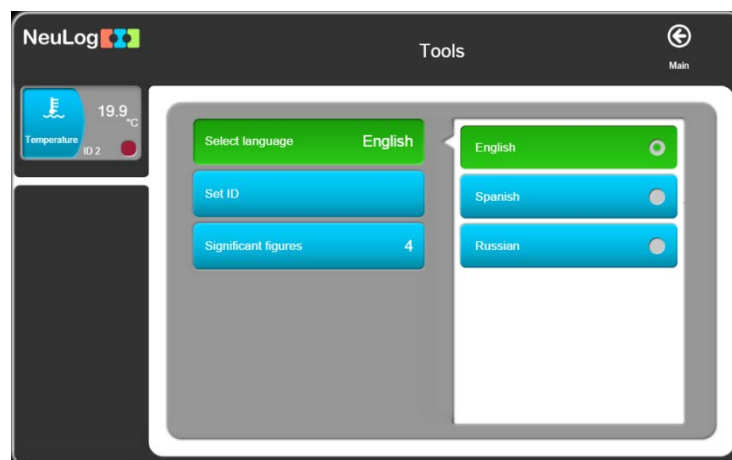 NeuLog
Tools
Main
19.9
°C
Temperature
ID 2
Select language English
Set ID
Significant figures 4
English
Spanish
Russian